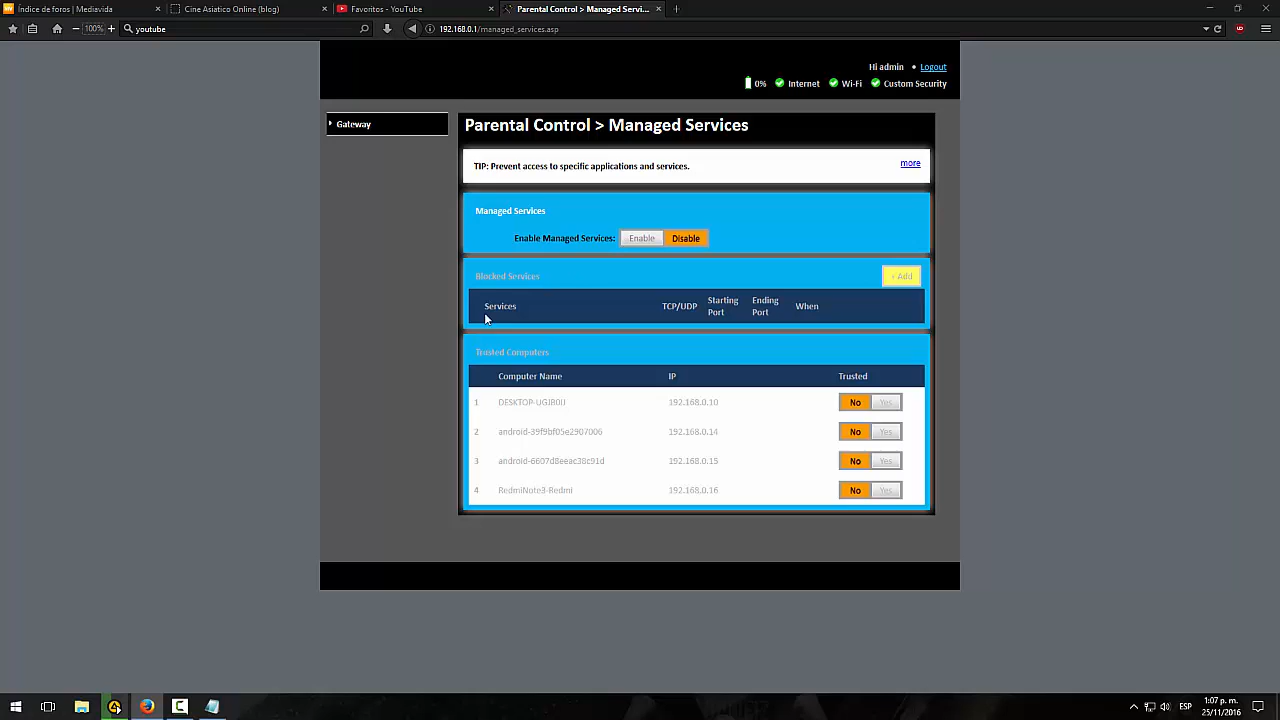 Índice de foros | Mediavida
Cine Asiatico Online (blog)
Favoritos - YouTube
Parental Control > Managed Servi...
100%
youtube
192.168.0.1/managed_services.asp
Hi admin • Logout
0% Internet Wi-Fi Custom Security
Gateway
Parental Control > Managed Services
TIP: Prevent access to specific applications and services.
more
Managed Services
Enable Managed Services: Enable Disable
Blocked Services
+ Add
Services TCP/UDP Starting Port Ending Port When
Trusted Computers
Computer Name IP Trusted
1 DESKTOP-UGJR0II 192.168.0.10 No Yes
2 android-39f9bf05e2907006 192.168.0.14 No Yes
3 android-6607d8eeac38c91d 192.168.0.15 No Yes
4 RedmiNote3-Redmi 192.168.0.16 No Yes
ESP
1:07 p. m.
25/11/2016